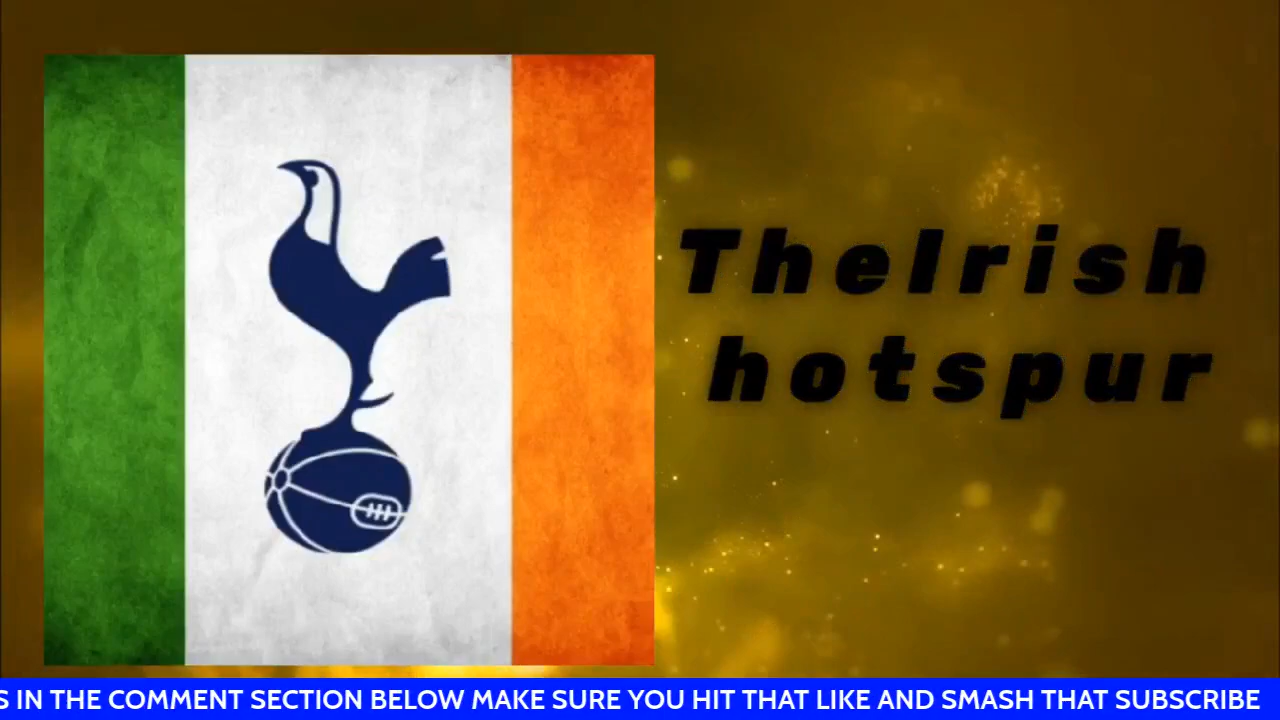 TheIrish
hotspur
S IN THE COMMENT SECTION BELOW MAKE SURE YOU HIT THAT LIKE AND SMASH THAT SUBSCRIBE